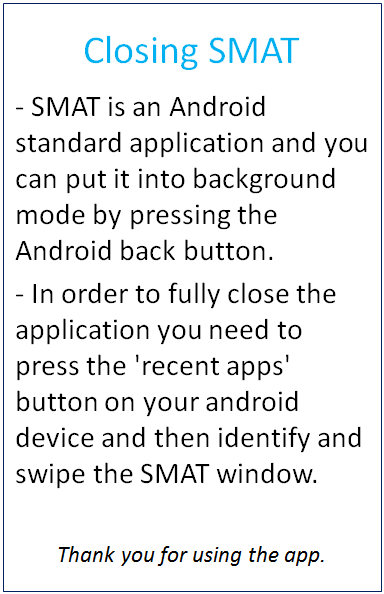 Closing SMAT
- SMAT is an Android
standard application and you
can put it into background
mode by pressing the
Android back button.
- In order to fully close the
application you need to
press the 'recent apps'
button on your android
device and then identify and
swipe the SMAT window.
Thank you for using the app.